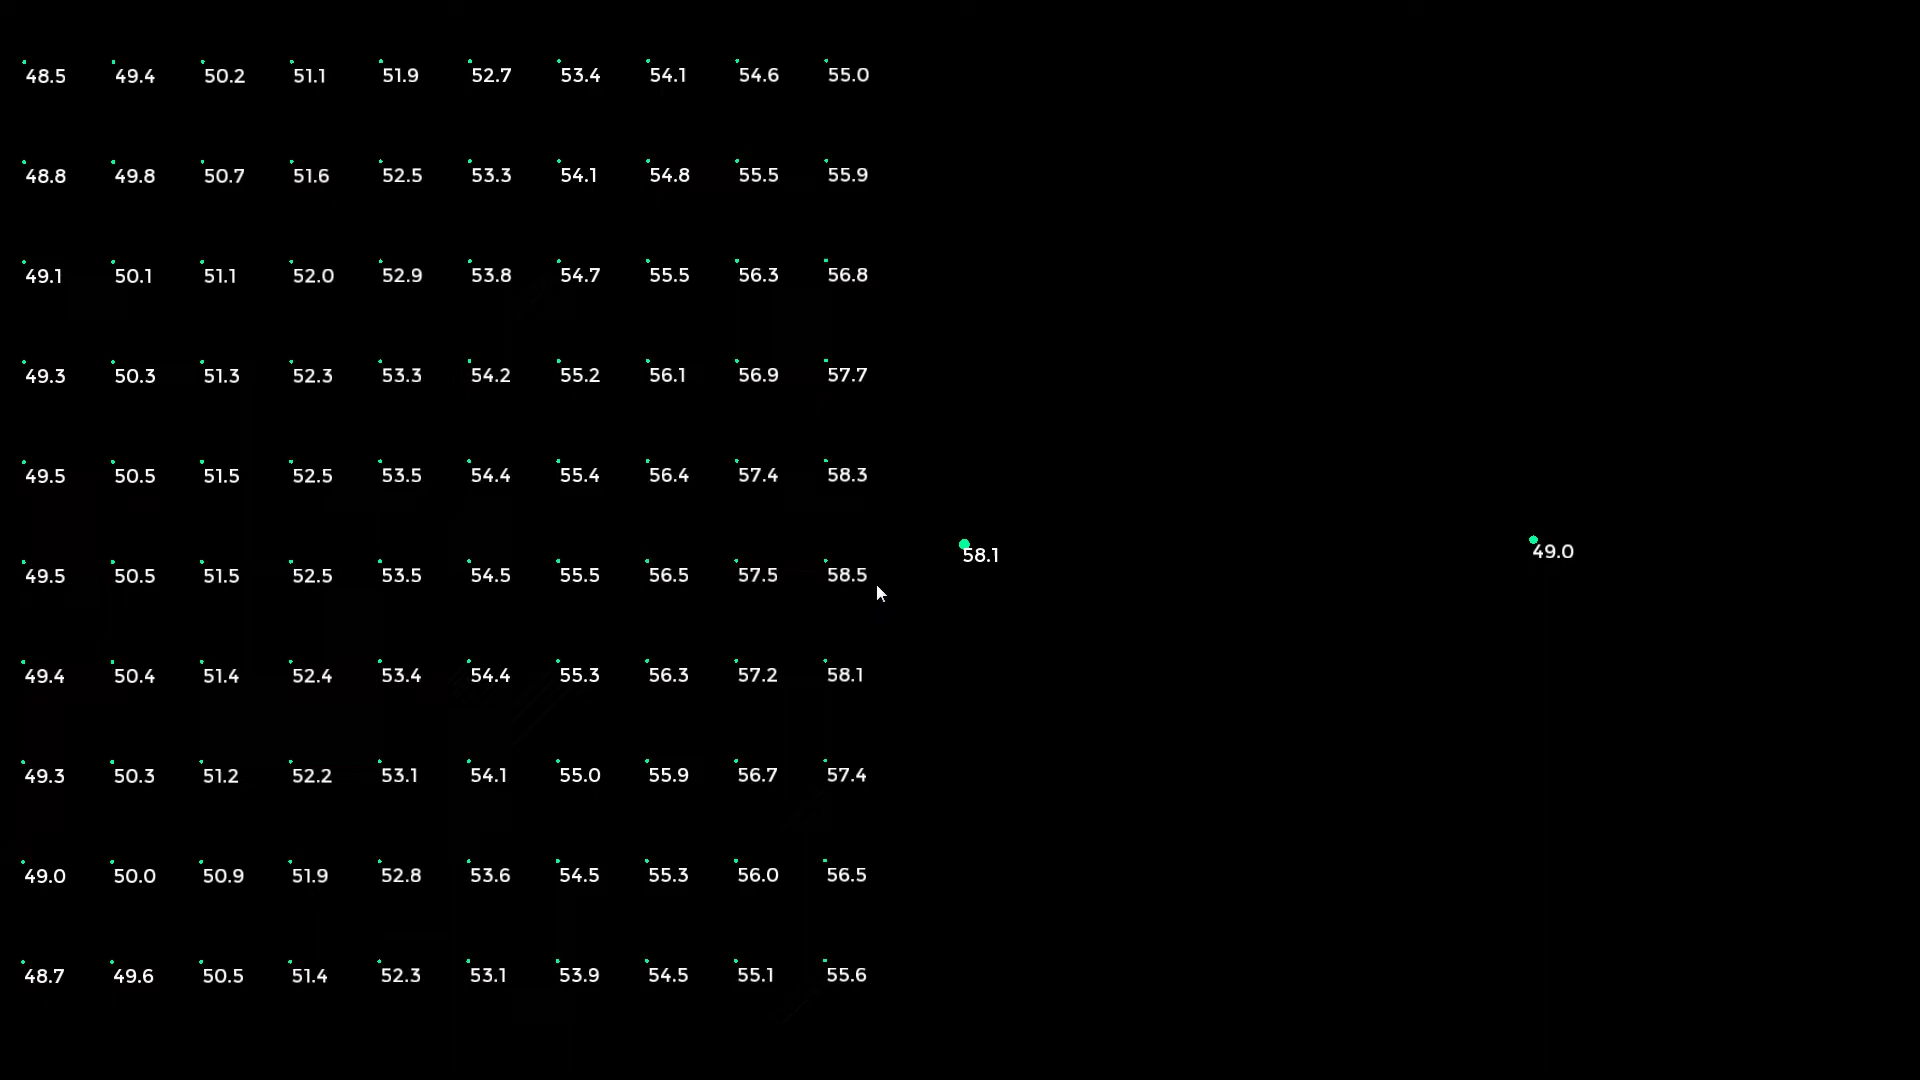 48.5 49.4 50.2 51.1 51.9 52.7 53.4 54.1 54.6 55.0
48.8 49.8 50.7 51.6 52.5 53.3 54.1 54.8 55.5 55.9
49.1 50.1 51.1 52.0 52.9 53.8 54.7 55.5 56.3 56.8
49.3 50.3 51.3 52.3 53.3 54.2 55.2 56.1 56.9 57.7
49.5 50.5 51.5 52.5 53.5 54.4 55.4 56.4 57.4 58.3
58.1 49.0
49.5 50.5 51.5 52.5 53.5 54.5 55.5 56.5 57.5 58.5
49.4 50.4 51.4 52.4 53.4 54.4 55.3 56.3 57.2 58.1
49.3 50.3 51.2 52.2 53.1 54.1 55.0 55.9 56.7 57.4
49.0 50.0 50.9 51.9 52.8 53.6 54.5 55.3 56.0 56.5
48.7 49.6 50.5 51.4 52.3 53.1 53.9 54.5 55.1 55.6